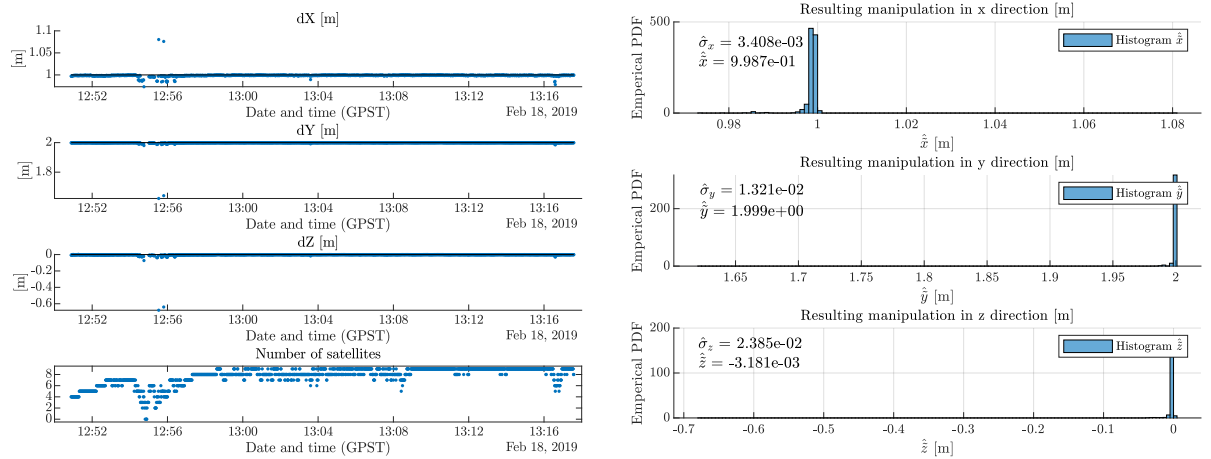 dX [m]
1.1
1.05
1
[m]
12:52 12:56 13:00 13:04 13:08 13:12 13:16
Date and time (GPST)
Feb 18, 2019
dY [m]
2
1.8
[m]
12:52 12:56 13:00 13:04 13:08 13:12 13:16
Date and time (GPST)
Feb 18, 2019
dZ [m]
0
-0.2
-0.4
-0.6
[m]
12:52 12:56 13:00 13:04 13:08 13:12 13:16
Date and time (GPST)
Feb 18, 2019
Number of satellites
8
6
5
4
3
2
1
0
12:52 12:56 13:00 13:04 13:08 13:12 13:16
Date and time (GPST)
Feb 18, 2019
Resulting manipulation in x direction [m]
Emperical PDF
500
0
σ̂_x = 3.408e-03
x̃̂ = 9.987e-01
Histogram x̃̂
0.98 1 1.02 1.04 1.06 1.08
x̃̂ [m]
Resulting manipulation in y direction [m]
Emperical PDF
200
0
σ̂_y = 1.321e-02
ỹ̂ = 1.999e+00
Histogram ỹ̂
1.65 1.7 1.75 1.8 1.85 1.9 1.95 2
ỹ̂ [m]
Resulting manipulation in z direction [m]
Emperical PDF
200
100
0
σ̂_z = 2.385e-02
z̃̂ = -3.181e-03
Histogram z̃̂
-0.7 -0.6 -0.5 -0.4 -0.3 -0.2 -0.1 0
z̃̂ [m]